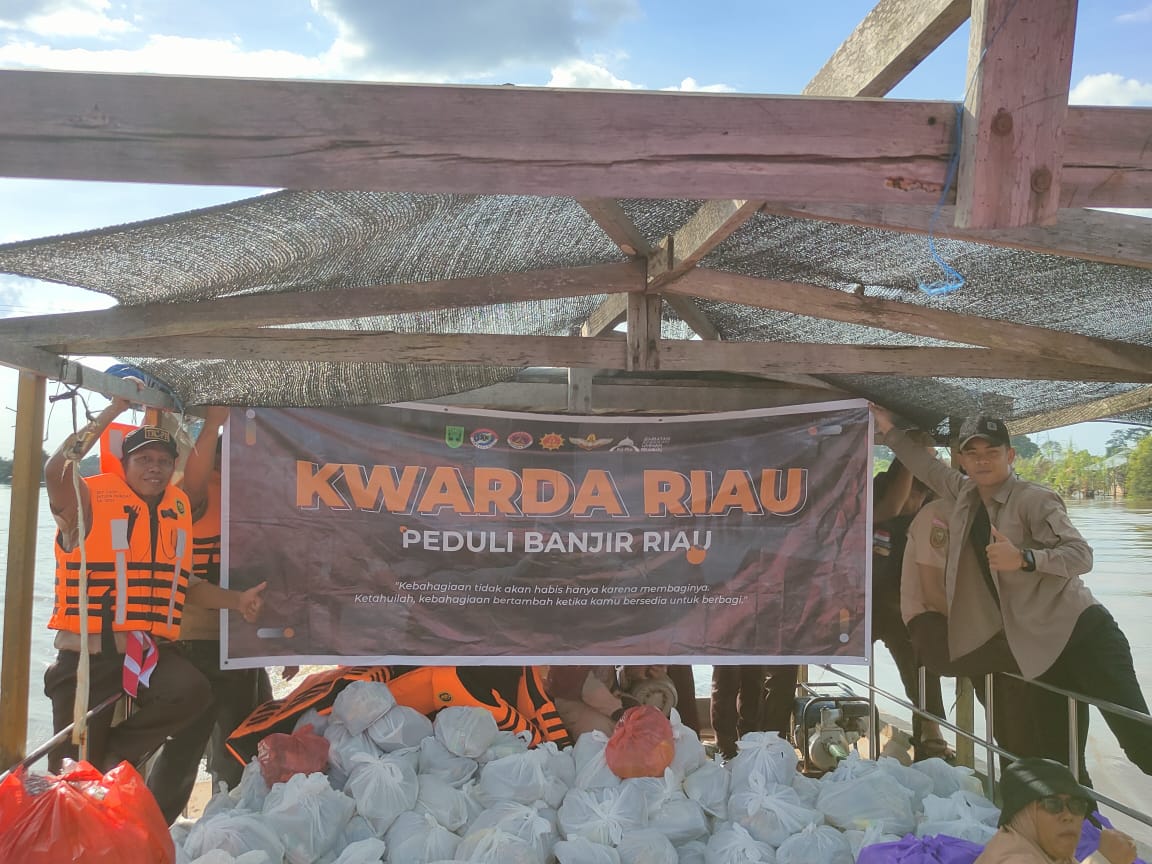 KWARDA RIAU
PEDULI BANJIR RIAU
"Kebahagiaan tidak akan habis hanya karena membaginya.
Ketahuilah, kebahagiaan bertambah ketika kamu bersedia untuk berbagi."